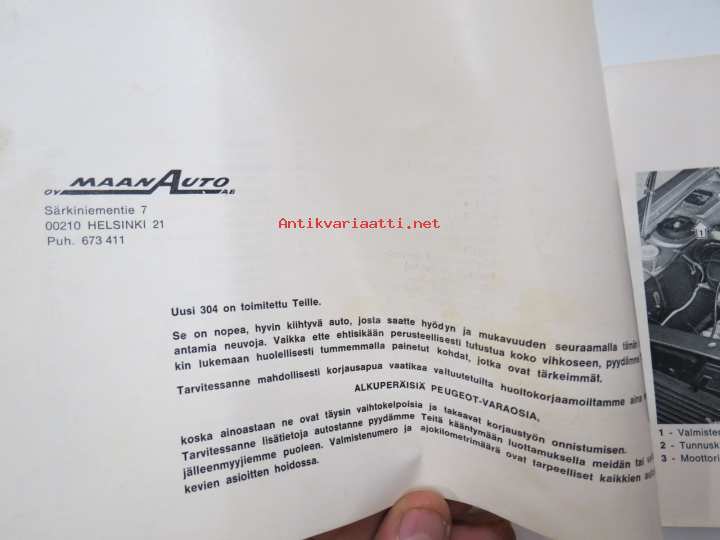 OY MAAN AUTO AB
Särkiniementie 7
00210 HELSINKI 21
Puh. 673 411
Antikvariaatti.net
Uusi 304 on toimitettu Teille.
Se on nopea, hyvin kiihtyvä auto, josta saatte hyödyn ja mukavuuden seuraamalla tämän
antamia neuvoja. Vaikka ette ehtisikään perusteellisesti tutustua koko vihkoseen, pyydämme
kin lukemaan huolellisesti tummemmalla painetut kohdat, jotka ovat tärkeimmät.
Tarvitessanne mahdollisesti korjausapua vaatikaa valtuutetuilta huoltokorjaamoiltamme aina
ALKUPERÄISIÄ PEUGEOT-VARAOSIA,
koska ainoastaan ne ovat täysin vaihtokelpoisia ja takaavat korjaustyön onnistumisen.
Tarvitessanne lisätietoja autostanne pyydämme Teitä kääntymään luottamuksella meidän tai
jälleenmyyjiemme puoleen. Valmistenumero ja ajokilometrimäärä ovat tarpeelliset kaikkien
kevien asioitten hoidossa.
1
1 - Valmisten
2 - Tunnusk
3 - Moottori